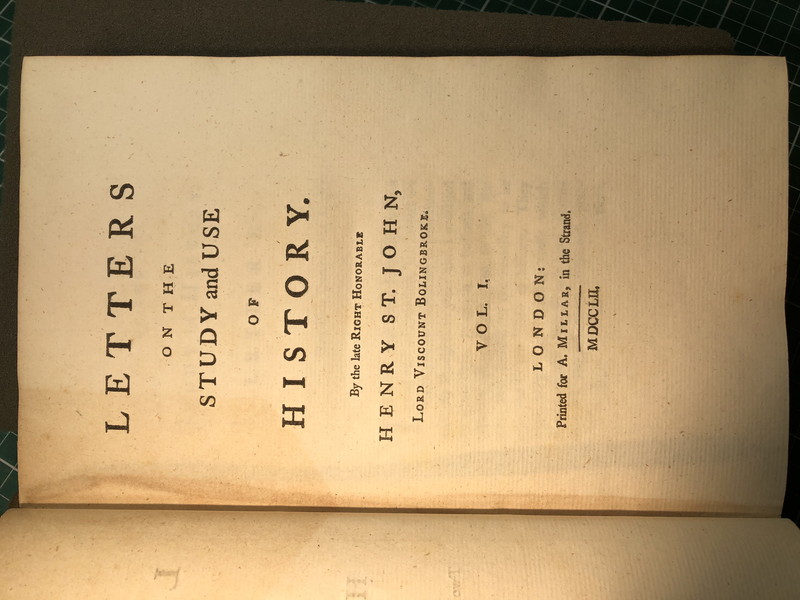 LETTERS
ON THE
STUDY and USE
OF
HISTORY.
By the late RIGHT HONORABLE
HENRY ST. JOHN,
LORD VISCOUNT BOLINGBROKE.
VOL. I.
LONDON:
Printed for A. MILLAR, in the Strand.
MDCCLII.